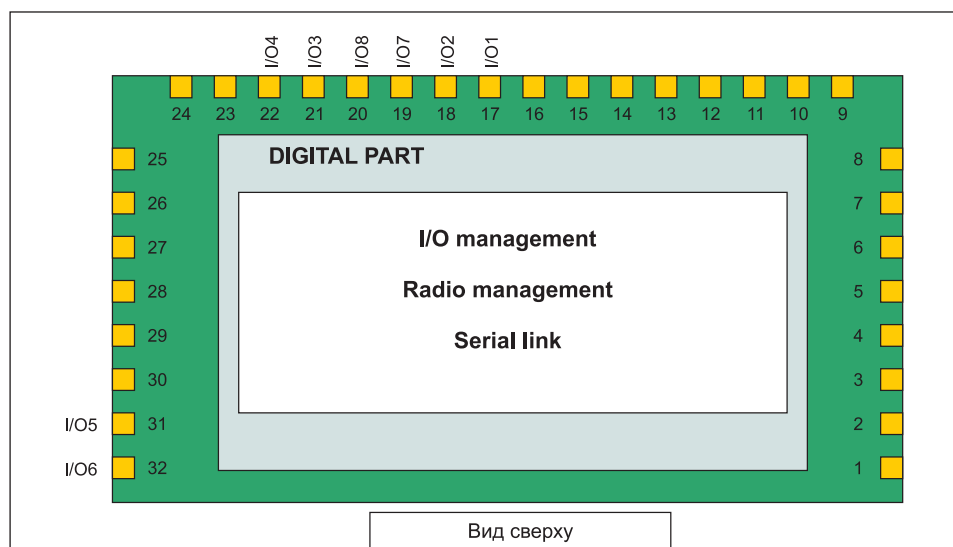 I/O4 I/O3 I/O8 I/O7 I/O2 I/O1
24 23 22 21 20 19 18 17 16 15 14 13 12 11 10 9
25 DIGITAL PART 8
26 7
I/O management
27 6
28 Radio management 5
29 Serial link 4
30 3
I/O5 31 2
I/O6 32 1
Вид сверху